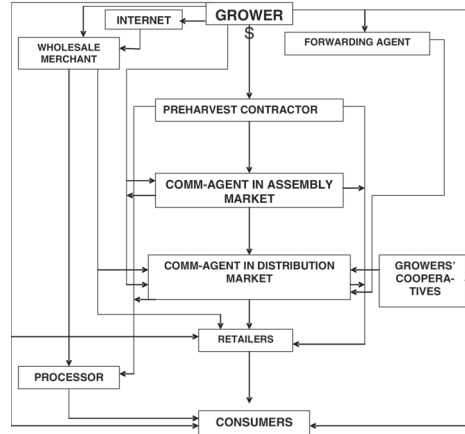 GROWER
S
INTERNET
WHOLESALE
MERCHANT
FORWARDING AGENT
PREHARVEST CONTRACTOR
COMM-AGENT IN ASSEMBLY
MARKET
COMM-AGENT IN DISTRIBUTION
MARKET
GROWERS'
COOPERA-
TIVES
RETAILERS
PROCESSOR
CONSUMERS